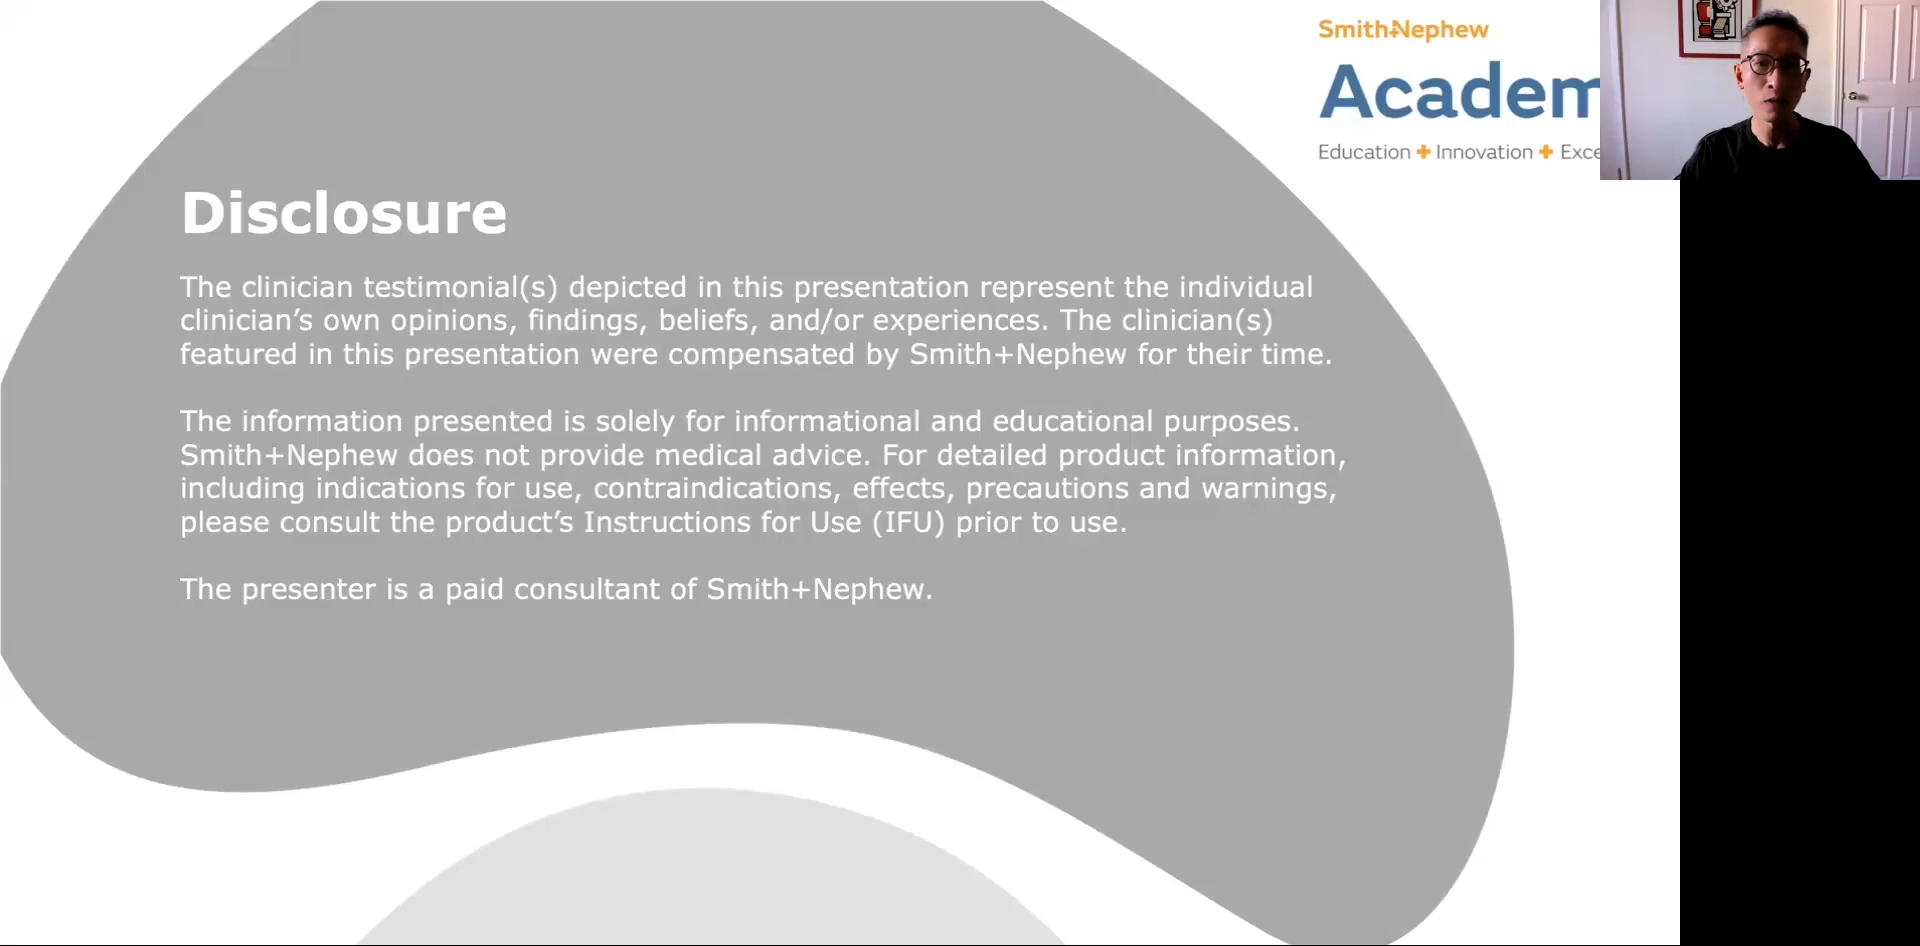 Smith+Nephew
Academ
Education + Innovation + Exce
Disclosure
The clinician testimonial(s) depicted in this presentation represent the individual
clinician’s own opinions, findings, beliefs, and/or experiences. The clinician(s)
featured in this presentation were compensated by Smith+Nephew for their time.
The information presented is solely for informational and educational purposes.
Smith+Nephew does not provide medical advice. For detailed product information,
including indications for use, contraindications, effects, precautions and warnings,
please consult the product’s Instructions for Use (IFU) prior to use.
The presenter is a paid consultant of Smith+Nephew.